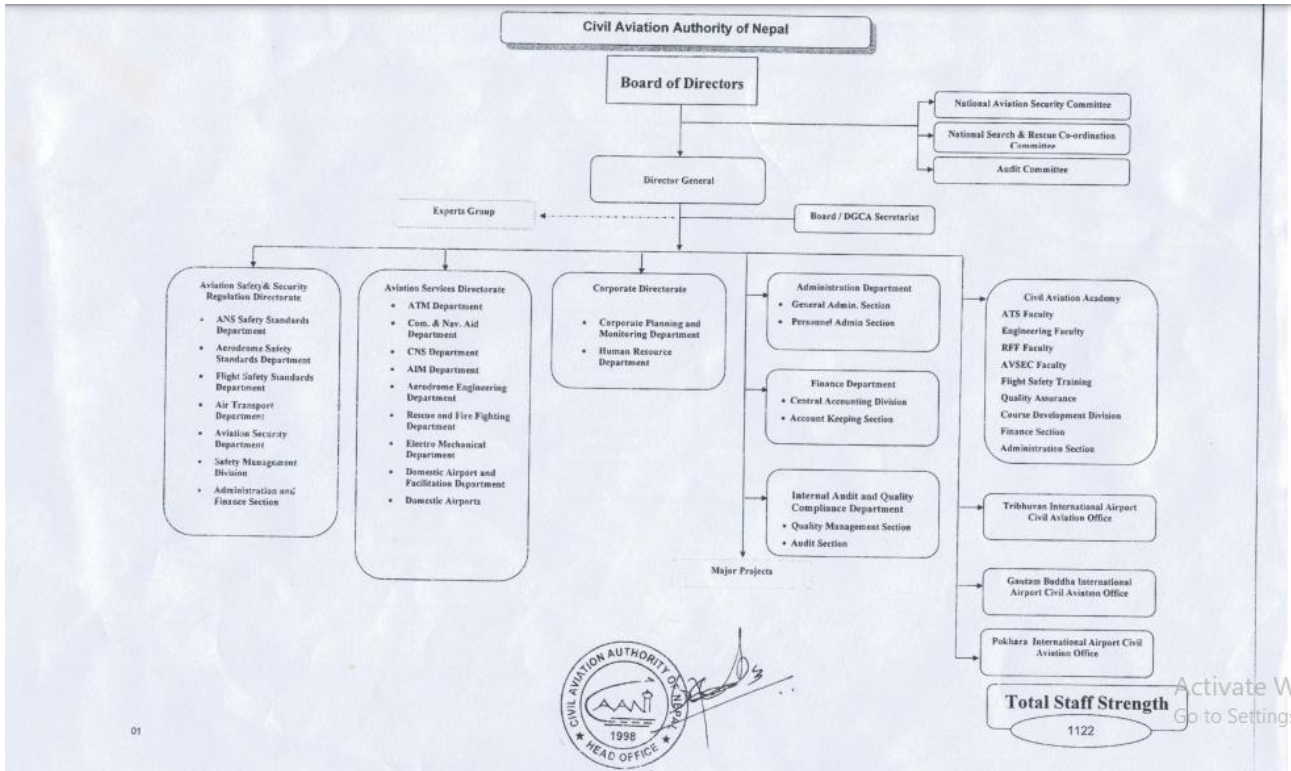 Civil Aviation Authority of Nepal
Board of Directors
National Aviation Security Committee
National Search & Rescue Co-ordination
Committee
Audit Committee
Director General
Experts Group
Board / DGCA Secretariat
Aviation Safety& Security
Regulation Directorate
• ANS Safety Standards
Department
• Aerodrome Safety
Standards Department
• Flight Safety Standards
Department
• Air Transport
Department
• Aviation Security
Department
• Safety Management
Division
• Administration and
Finance Section
Aviation Services Directorate
• ATM Department
• Com. & Nav. Aid
Department
• CNS Department
• AIM Department
• Aerodrome Engineering
Department
• Rescue and Fire Fighting
Department
• Electro Mechanical
Department
• Domestic Airport and
Facilitation Department
• Domestic Airports
Corporate Directorate
• Corporate Planning and
Monitoring Department
• Human Resource
Department
Administration Department
• General Admin. Section
• Personnel Admin Section
Finance Department
• Central Accounting Division
• Account Keeping Section
Internal Audit and Quality
Compliance Department
• Quality Management Section
• Audit Section
Major Projects
Civil Aviation Academy
ATS Faculty
Engineering Faculty
RFF Faculty
AVSEC Faculty
Flight Safety Training
Quality Assurance
Course Development Division
Finance Section
Administration Section
Tribhuvan International Airport
Civil Aviation Office
Gautam Buddha International
Airport Civil Aviation Office
Pokhara International Airport Civil
Aviation Office
Total Staff Strength
1122
CIVIL AVIATION AUTHORITY OF NEPAL
1998
HEAD OFFICE
01
Activate W
Go to Settings